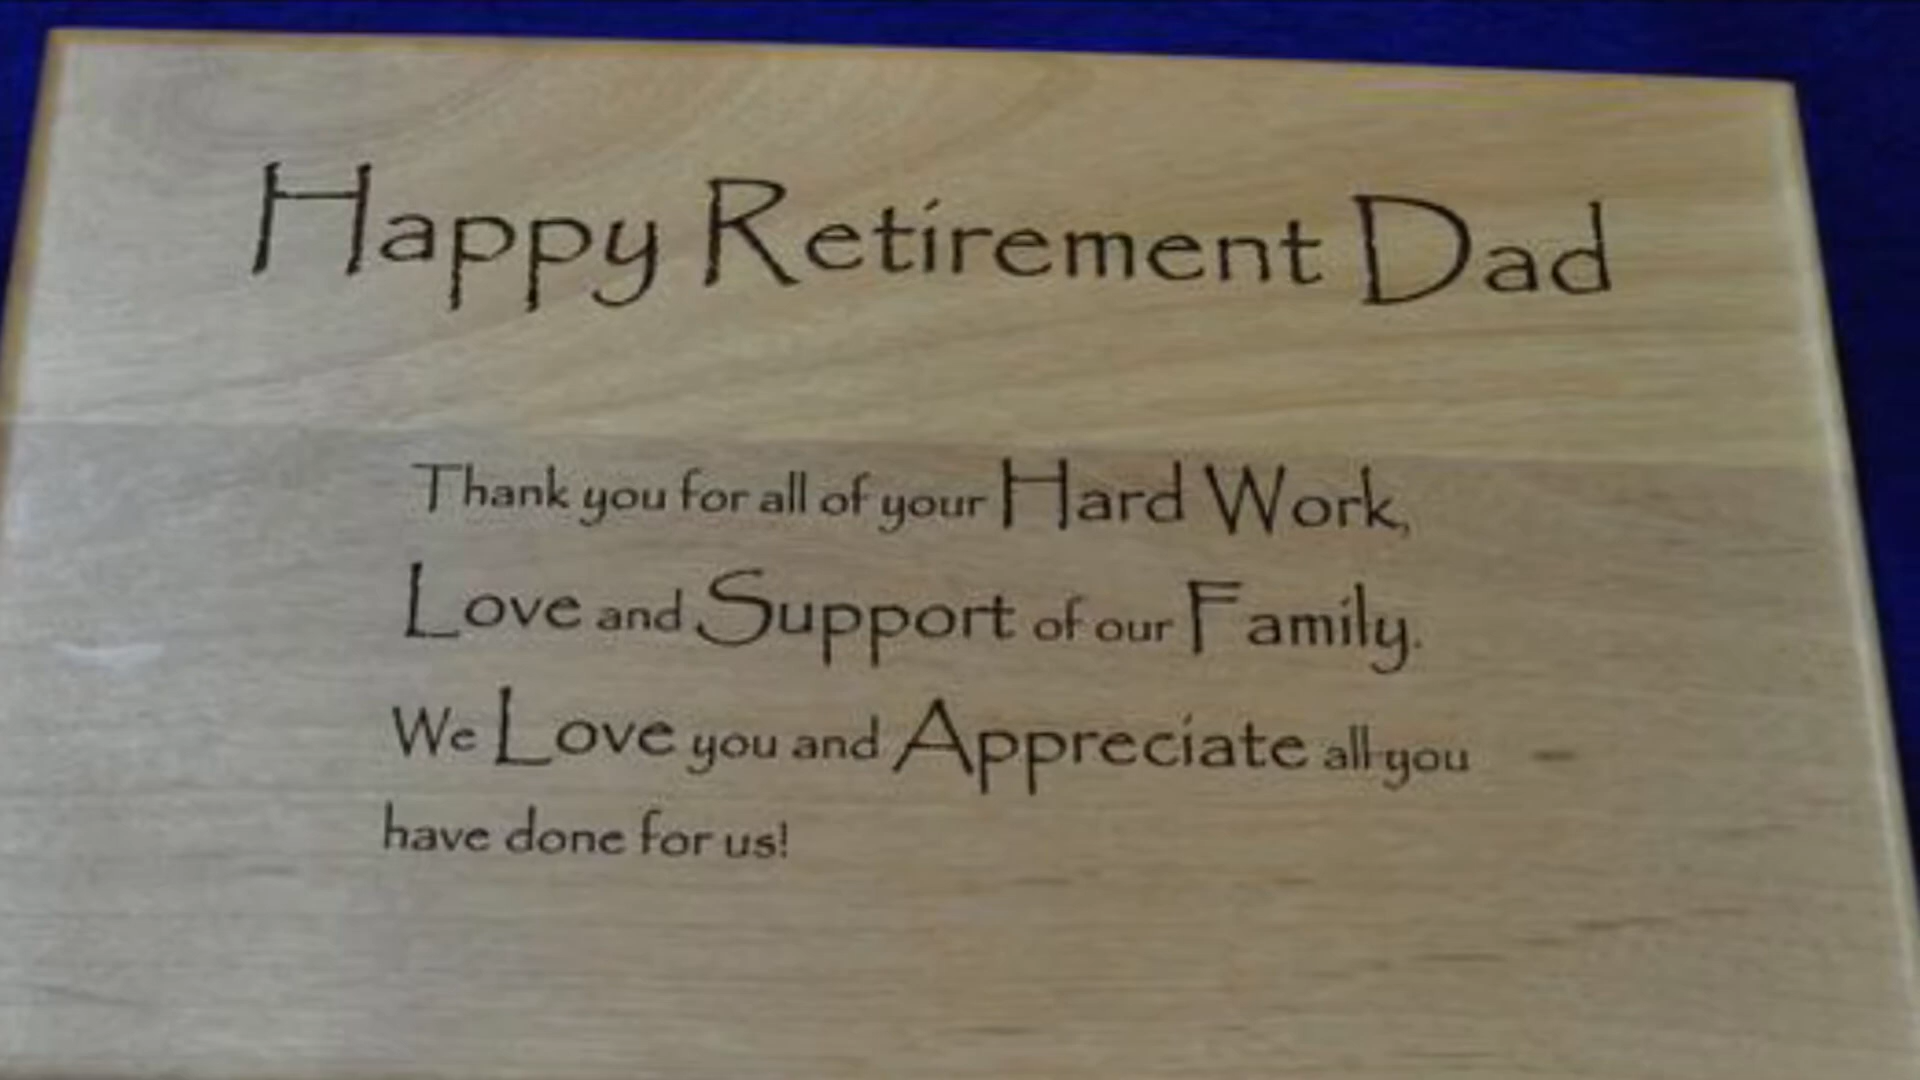 Happy Retirement Dad
Thank you for all of your Hard Work,
Love and Support of our Family.
We Love you and Appreciate all you
have done for us!